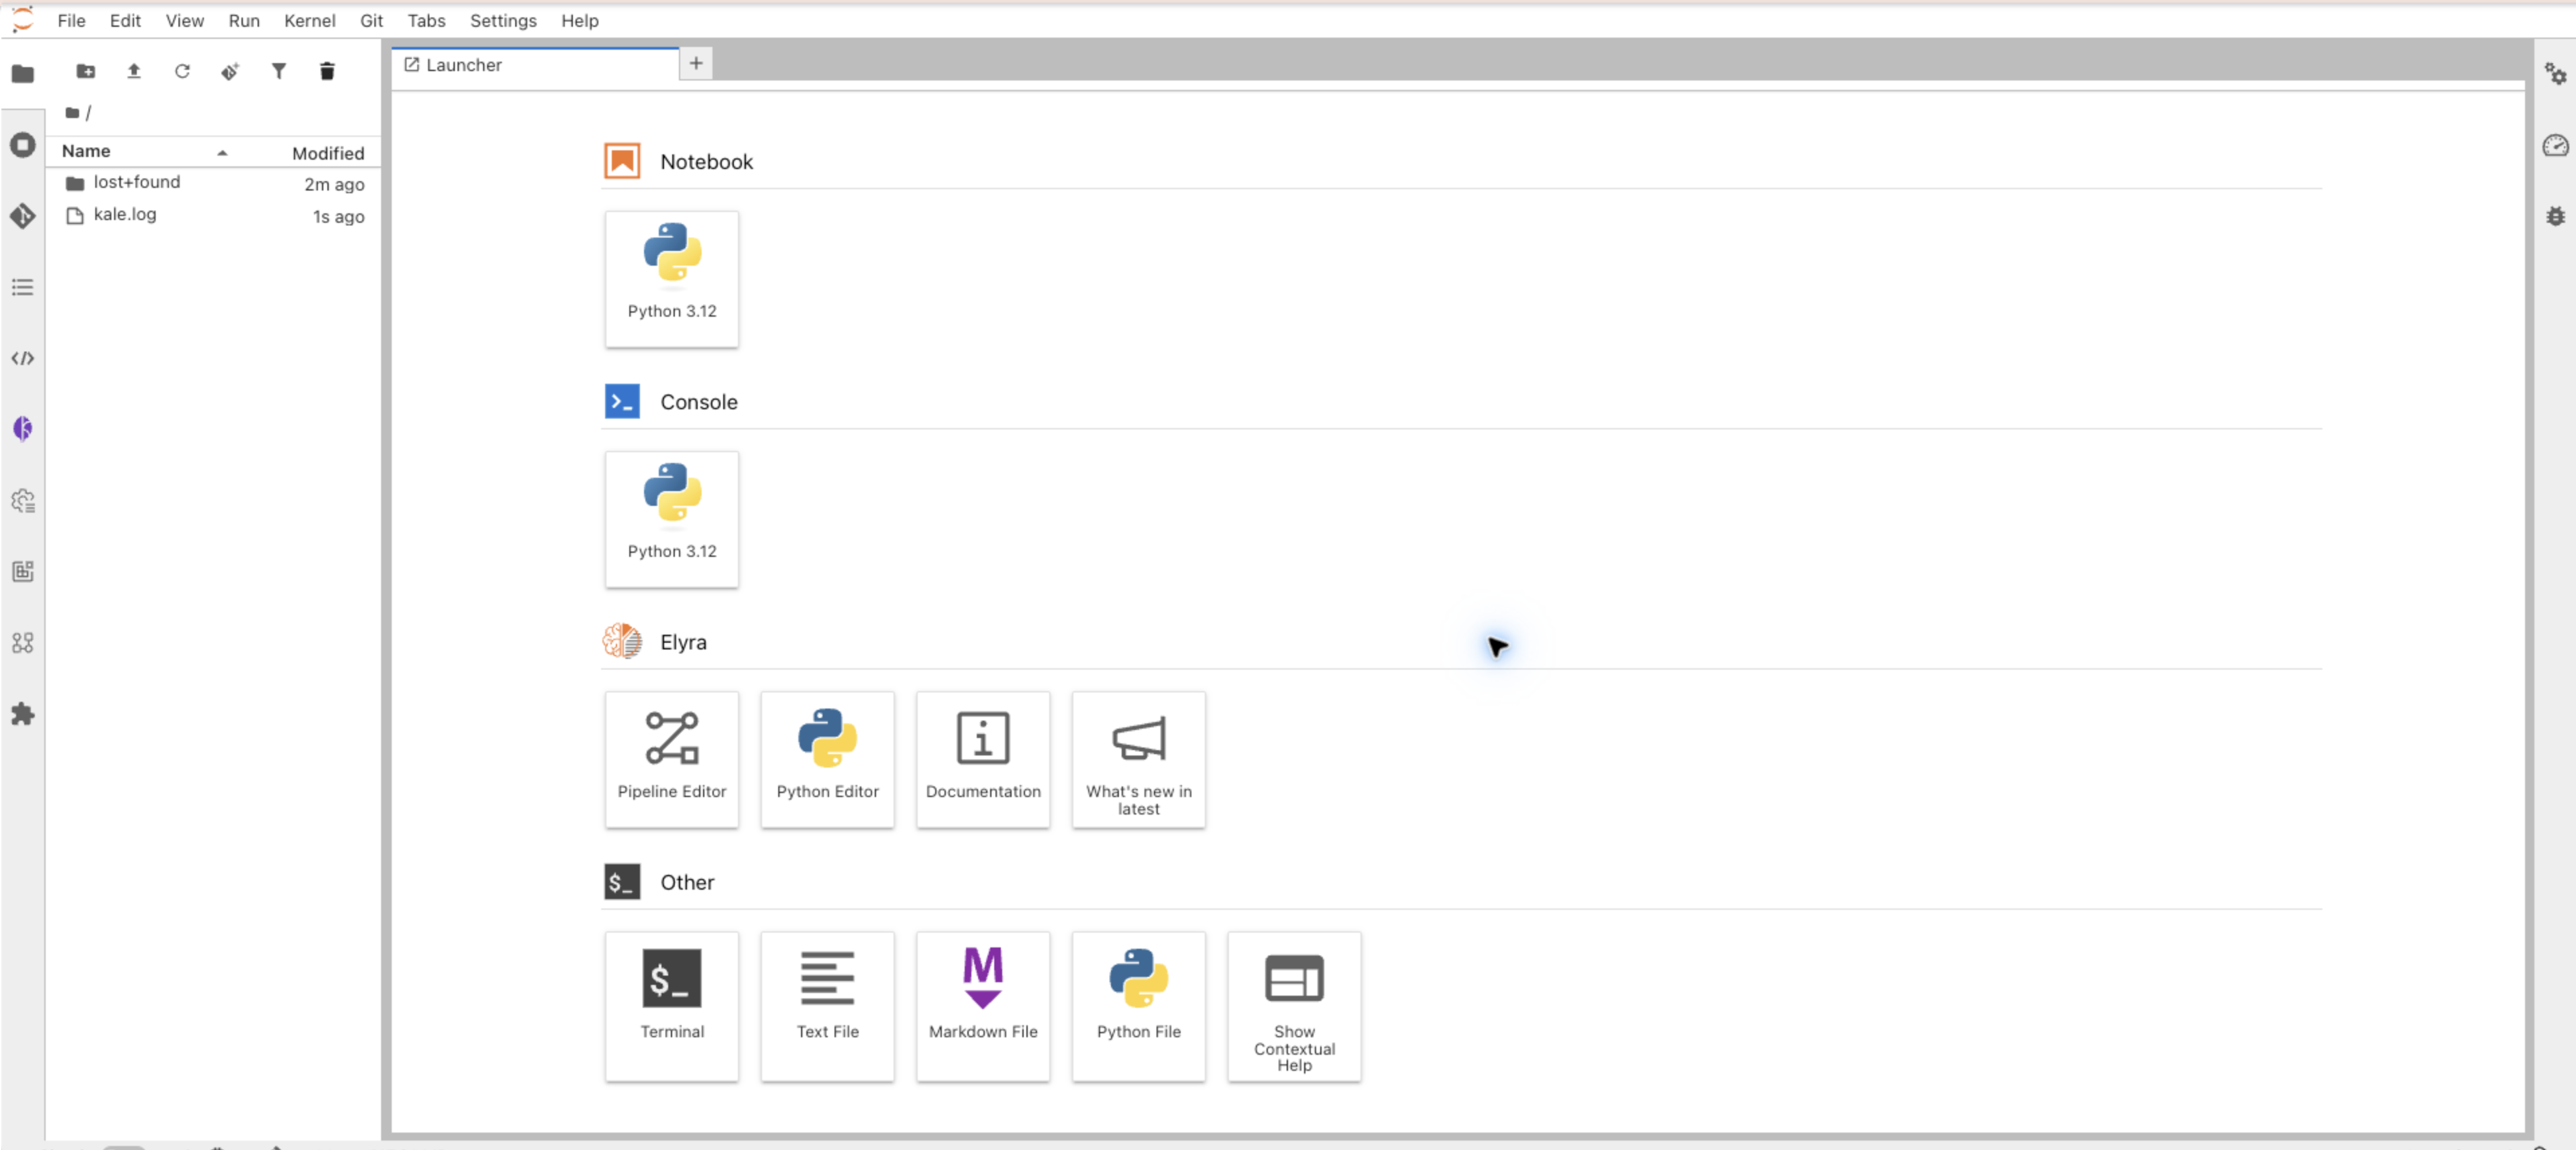 File Edit View Run Kernel Git Tabs Settings Help
Launcher
/
Name Modified
lost+found 2m ago
kale.log 1s ago
Notebook
Python 3.12
Console
Python 3.12
Elyra
Pipeline Editor
Python Editor
Documentation
What's new in
latest
Other
$_
Terminal
Text File
Markdown File
Python File
Show
Contextual
Help